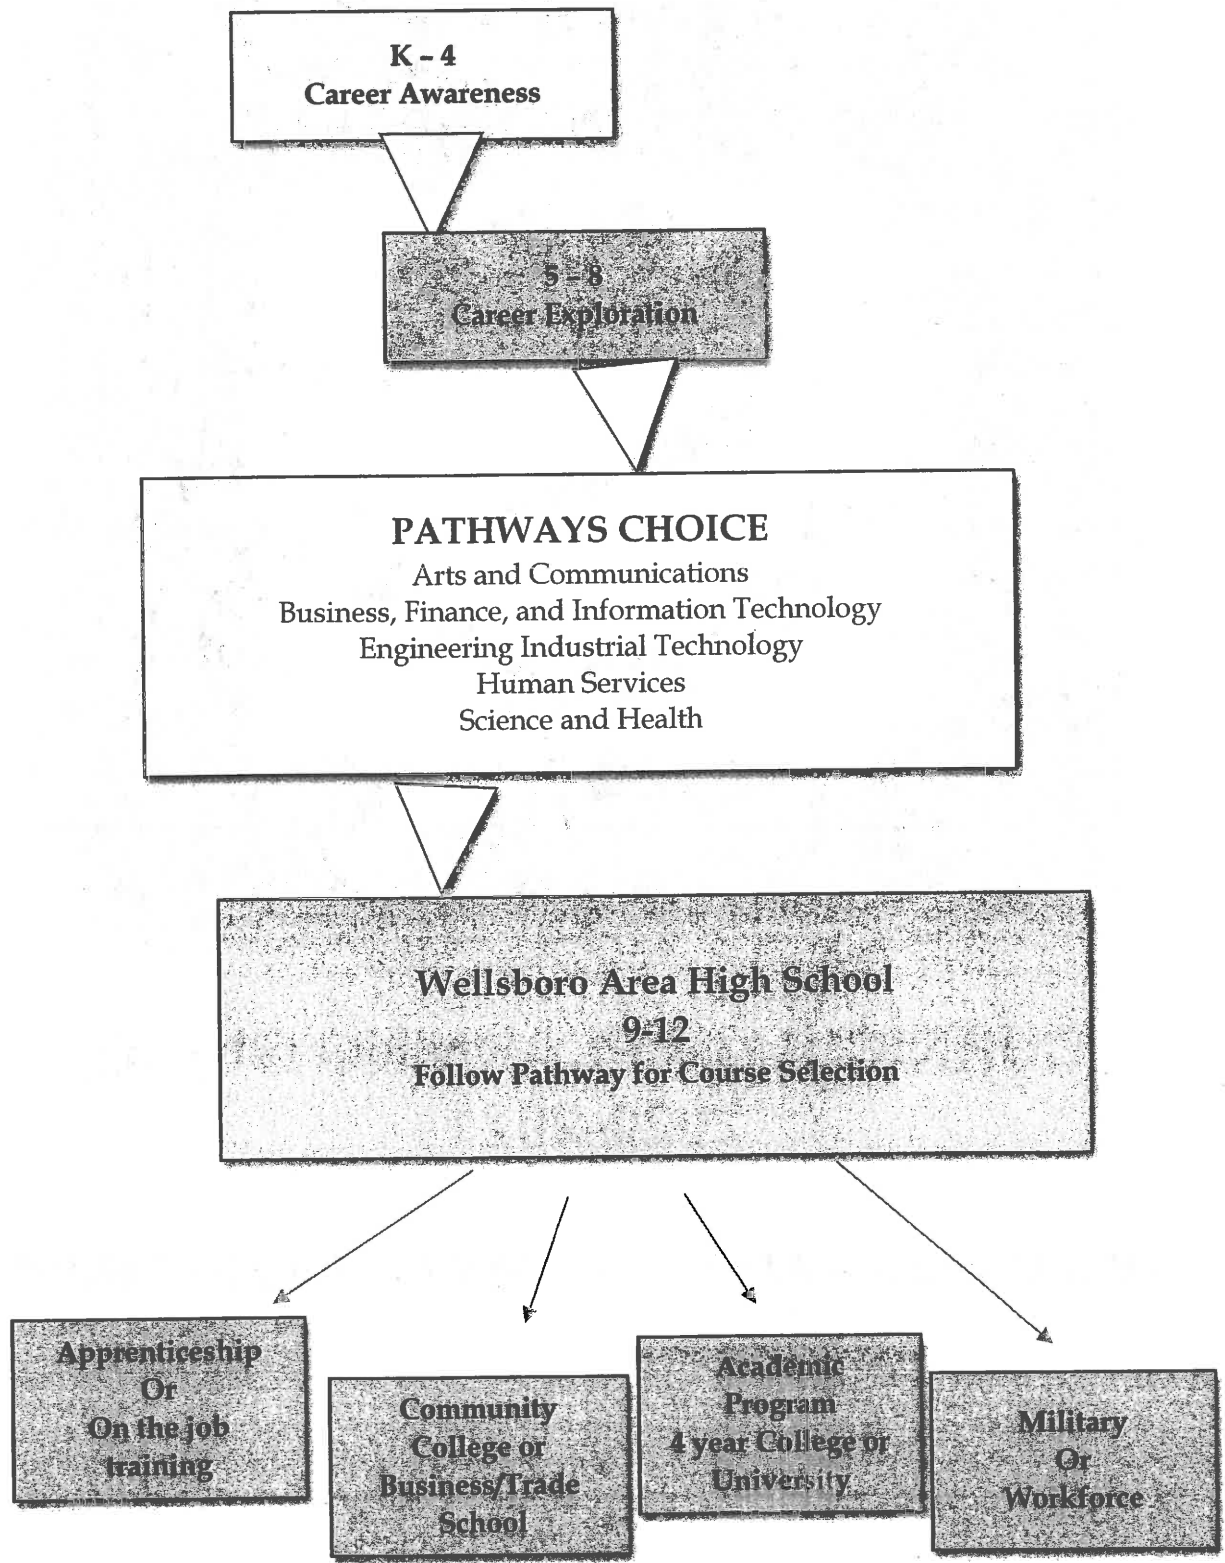 K – 4
Career Awareness
5 – 8
Career Exploration
PATHWAYS CHOICE
Arts and Communications
Business, Finance, and Information Technology
Engineering Industrial Technology
Human Services
Science and Health
Wellsboro Area High School
9-12
Follow Pathway for Course Selection
Apprenticeship
Or
On the job
training
Community
College or
Business/Trade
School
Academic
Program
4 year College or
University
Military
Or
Workforce